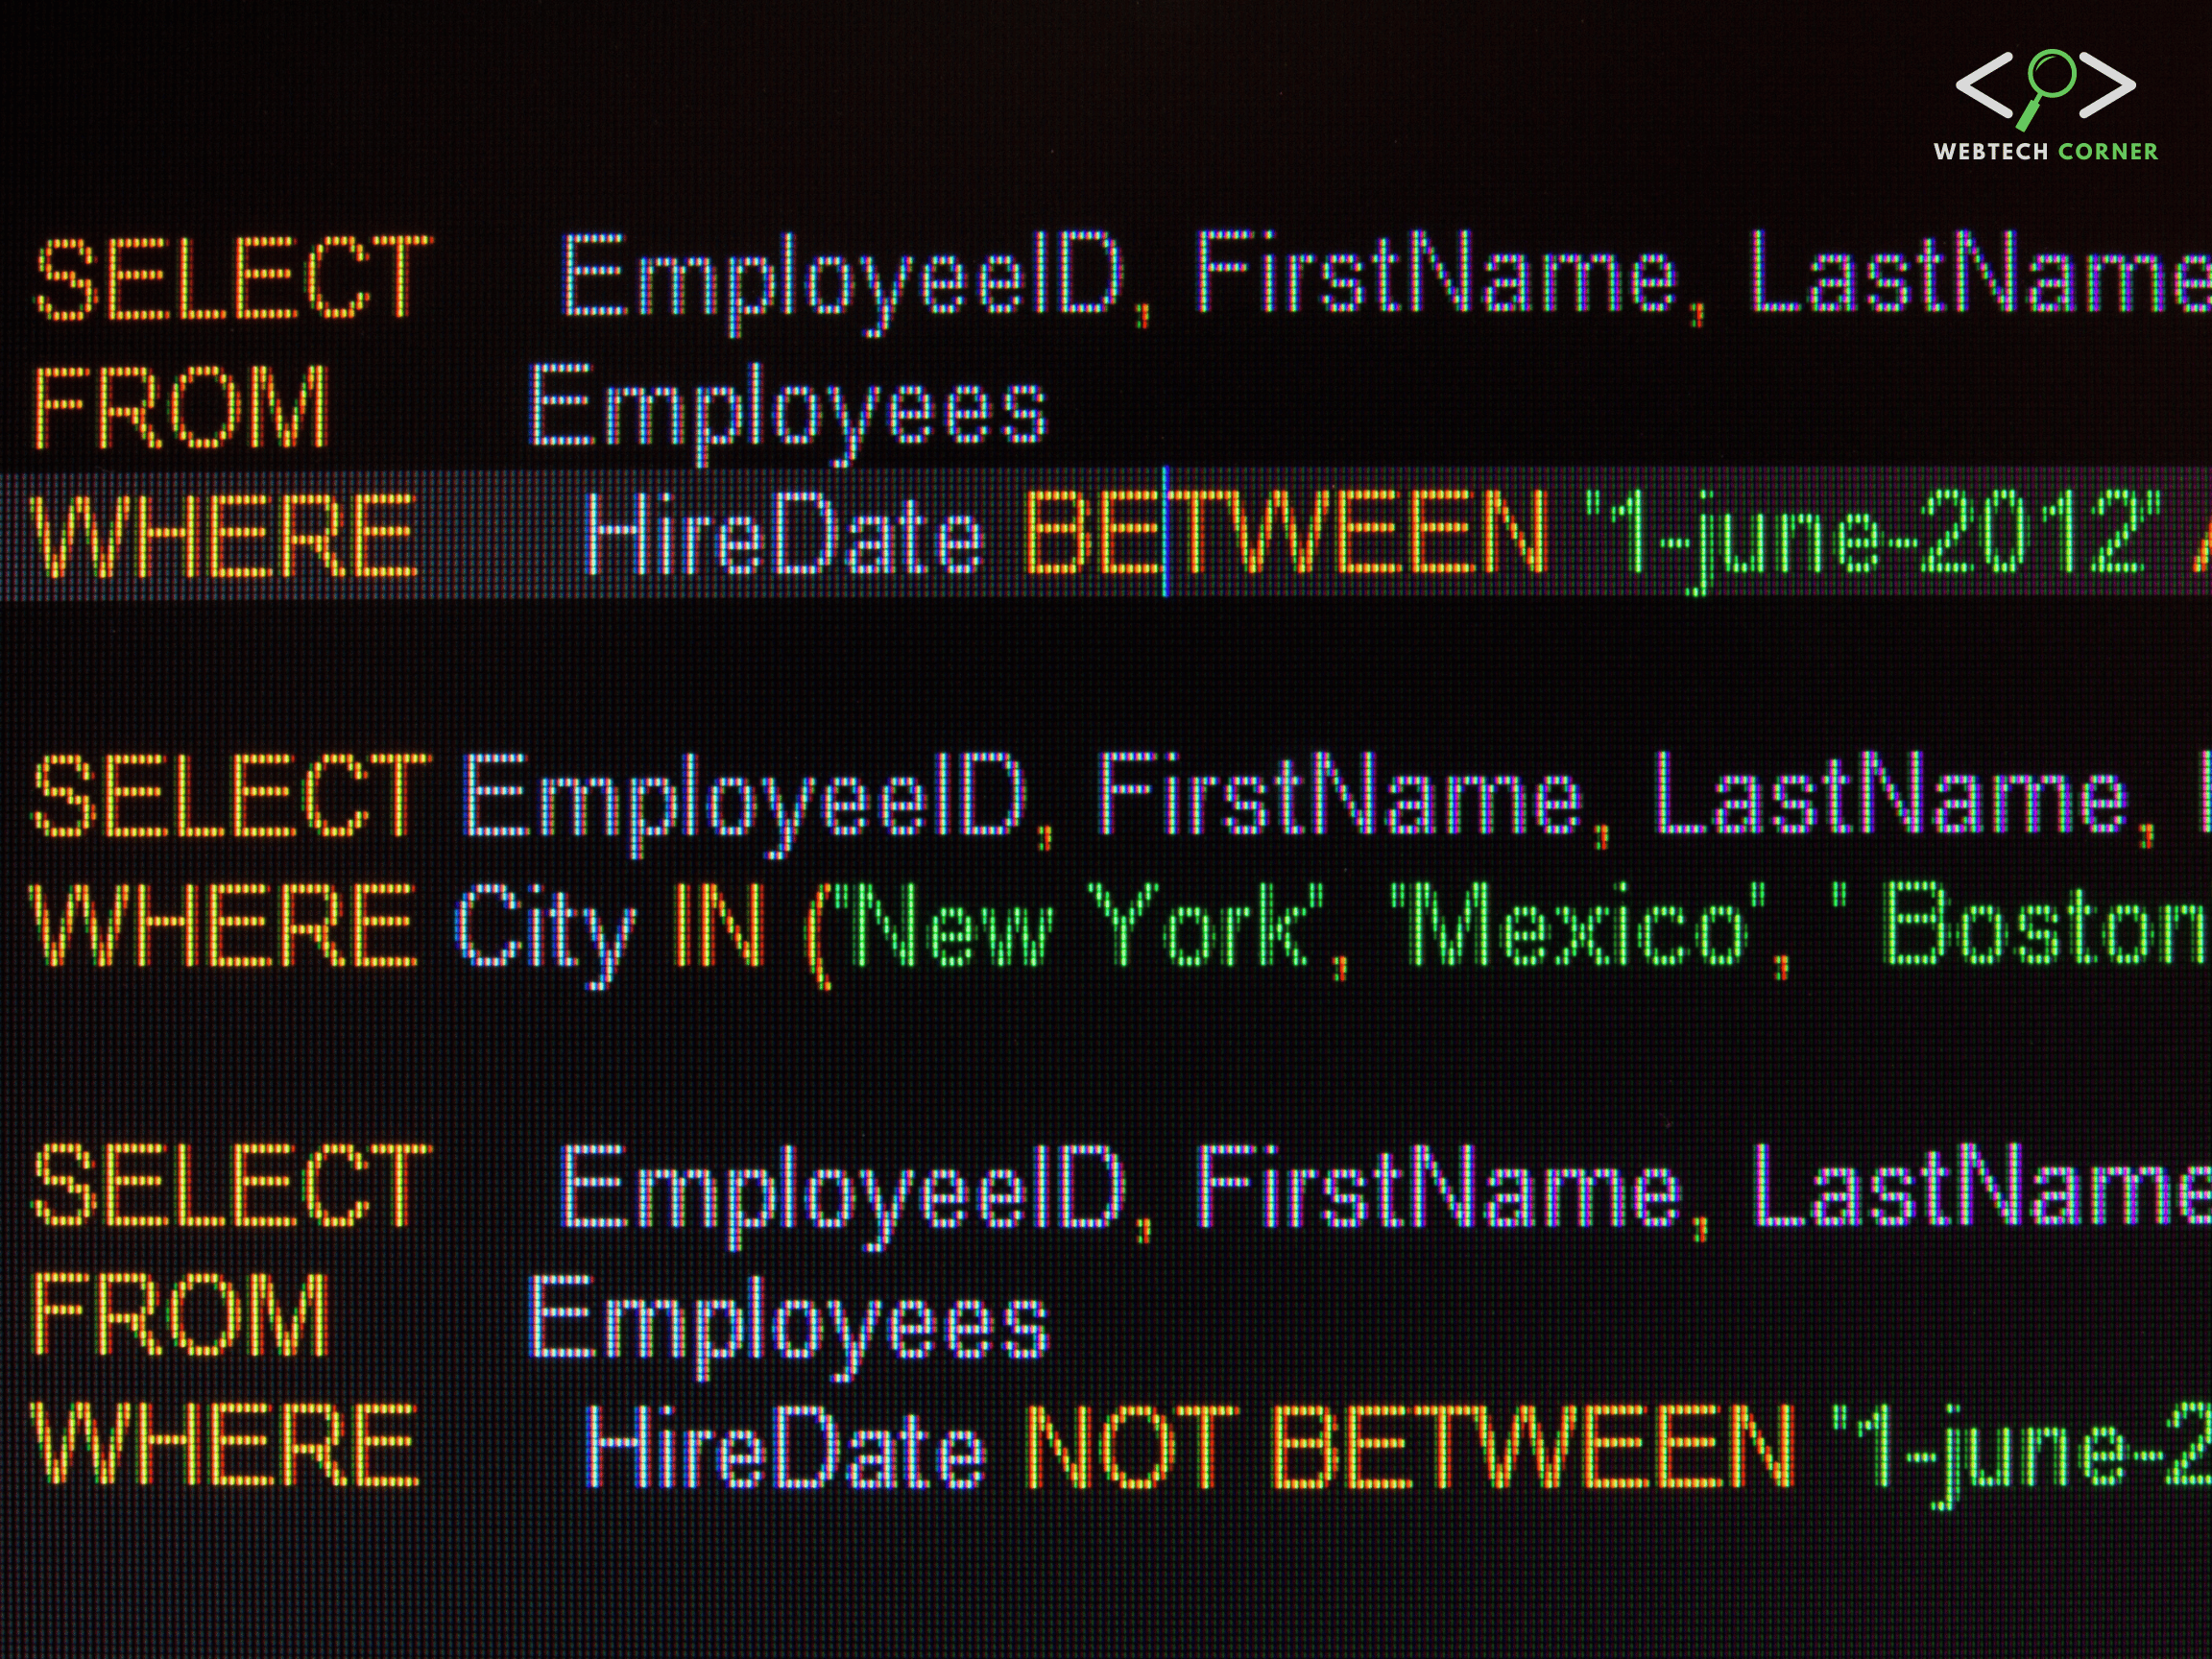 WEBTECH CORNER
SELECT EmployeeID, FirstName, LastName
FROM Employees
WHERE HireDate BETWEEN "1-june-2012"
SELECT EmployeeID, FirstName, LastName,
WHERE City IN ("New York", "Mexico", " Boston
SELECT EmployeeID, FirstName, LastName
FROM Employees
WHERE HireDate NOT BETWEEN "1-june-2